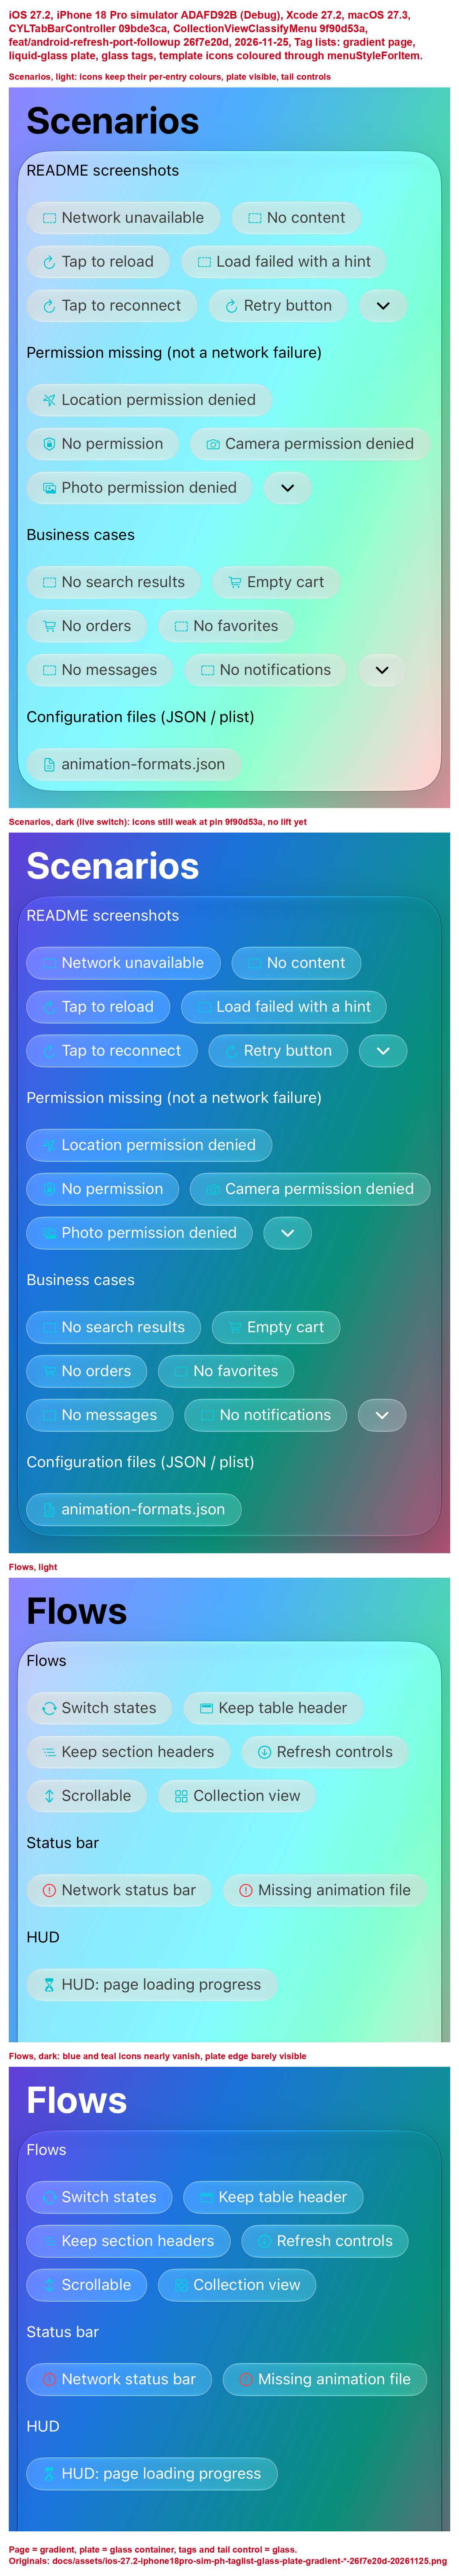 iOS 27.2, iPhone 18 Pro simulator ADAFD92B (Debug), Xcode 27.2, macOS 27.3,
CYLTabBarController 09bde3ca, CollectionViewClassifyMenu 9f90d53a,
feat/android-refresh-port-followup 26f7e20d, 2026-11-25, Tag lists: gradient page,
liquid-glass plate, glass tags, template icons coloured through menuStyleForItem.
Scenarios, light: icons keep their per-entry colours, plate visible, tail controls
Scenarios
README screenshots
Network unavailable No content
Tap to reload Load failed with a hint
Tap to reconnect Retry button
Permission missing (not a network failure)
Location permission denied
No permission Camera permission denied
Photo permission denied
Business cases
No search results Empty cart
No orders No favorites
No messages No notifications
Configuration files (JSON / plist)
animation-formats.json
Scenarios, dark (live switch): icons still weak at pin 9f90d53a, no lift yet
Scenarios
README screenshots
Network unavailable No content
Tap to reload Load failed with a hint
Tap to reconnect Retry button
Permission missing (not a network failure)
Location permission denied
No permission Camera permission denied
Photo permission denied
Business cases
No search results Empty cart
No orders No favorites
No messages No notifications
Configuration files (JSON / plist)
animation-formats.json
Flows, light
Flows
Flows
Switch states Keep table header
Keep section headers Refresh controls
Scrollable Collection view
Status bar
Network status bar Missing animation file
HUD
HUD: page loading progress
Flows, dark: blue and teal icons nearly vanish, plate edge barely visible
Flows
Flows
Switch states Keep table header
Keep section headers Refresh controls
Scrollable Collection view
Status bar
Network status bar Missing animation file
HUD
HUD: page loading progress
Page = gradient, plate = glass container, tags and tail control = glass.
Originals: docs/assets/ios-27.2-iphone18pro-sim-ph-taglist-glass-plate-gradient-*-26f7e20d-20261125.png